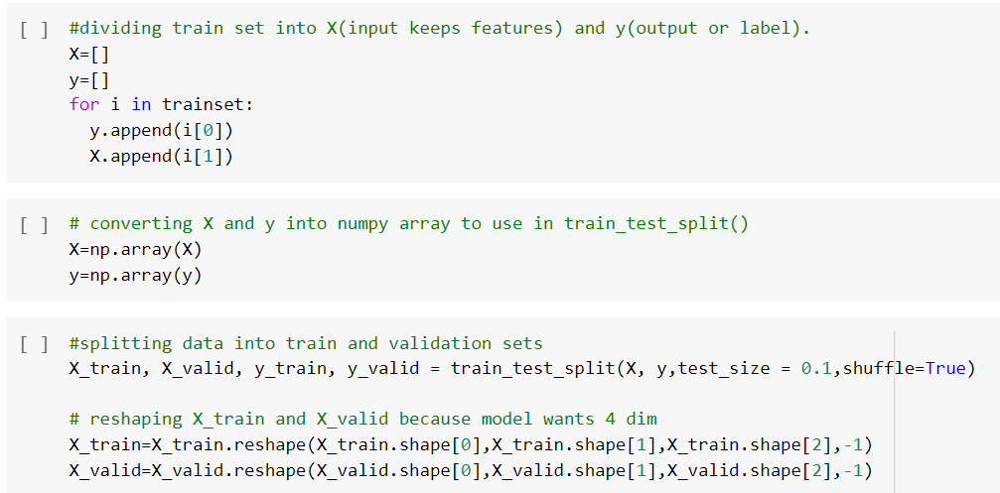 [ ] #dividing train set into X(input keeps features) and y(output or label).
X=[]
y=[]
for i in trainset:
  y.append(i[0])
  X.append(i[1])
[ ] # converting X and y into numpy array to use in train_test_split()
X=np.array(X)
y=np.array(y)
[ ] #splitting data into train and validation sets
X_train, X_valid, y_train, y_valid = train_test_split(X, y,test_size = 0.1,shuffle=True)
# reshaping X_train and X_valid because model wants 4 dim
X_train=X_train.reshape(X_train.shape[0],X_train.shape[1],X_train.shape[2],-1)
X_valid=X_valid.reshape(X_valid.shape[0],X_valid.shape[1],X_valid.shape[2],-1)